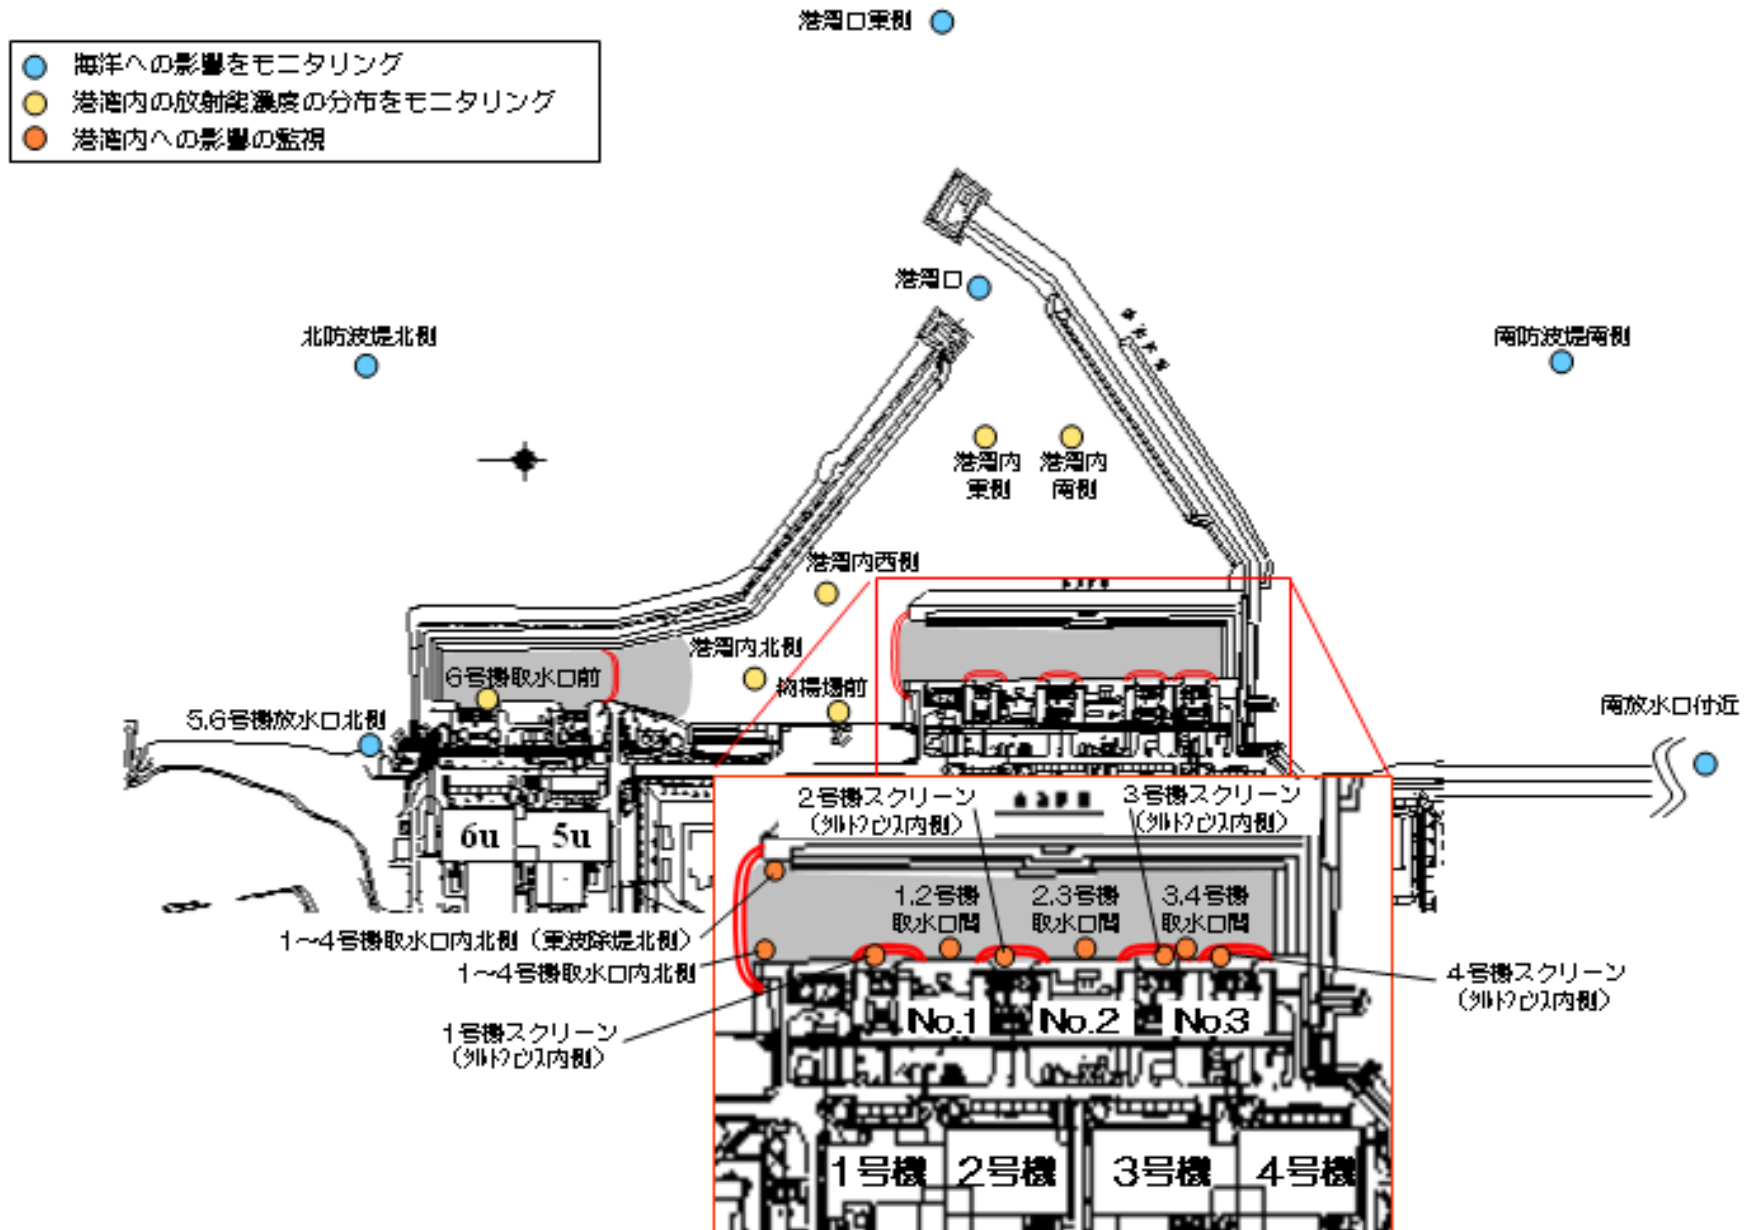 港湾口東側
海洋への影響をモニタリング
港湾内の放射能濃度の分布をモニタリング
港湾内への影響の監視
港湾口
北防波堤北側
南防波堤南側
港湾内
東側
港湾内
南側
港湾内西側
港湾内北側
6号機取水口前
物揚場前
5,6号機放水口北側
南放水口付近
6u
5u
2号機スクリーン
(シルトフェンス内側)
3号機スクリーン
(シルトフェンス内側)
1,2号機
取水口間
2,3号機
取水口間
3,4号機
取水口間
1～4号機取水口内北側（東波除堤北側）
1～4号機取水口内北側
4号機スクリーン
(シルトフェンス内側)
1号機スクリーン
(シルトフェンス内側)
No.1
No.2
No.3
1号機
2号機
3号機
4号機